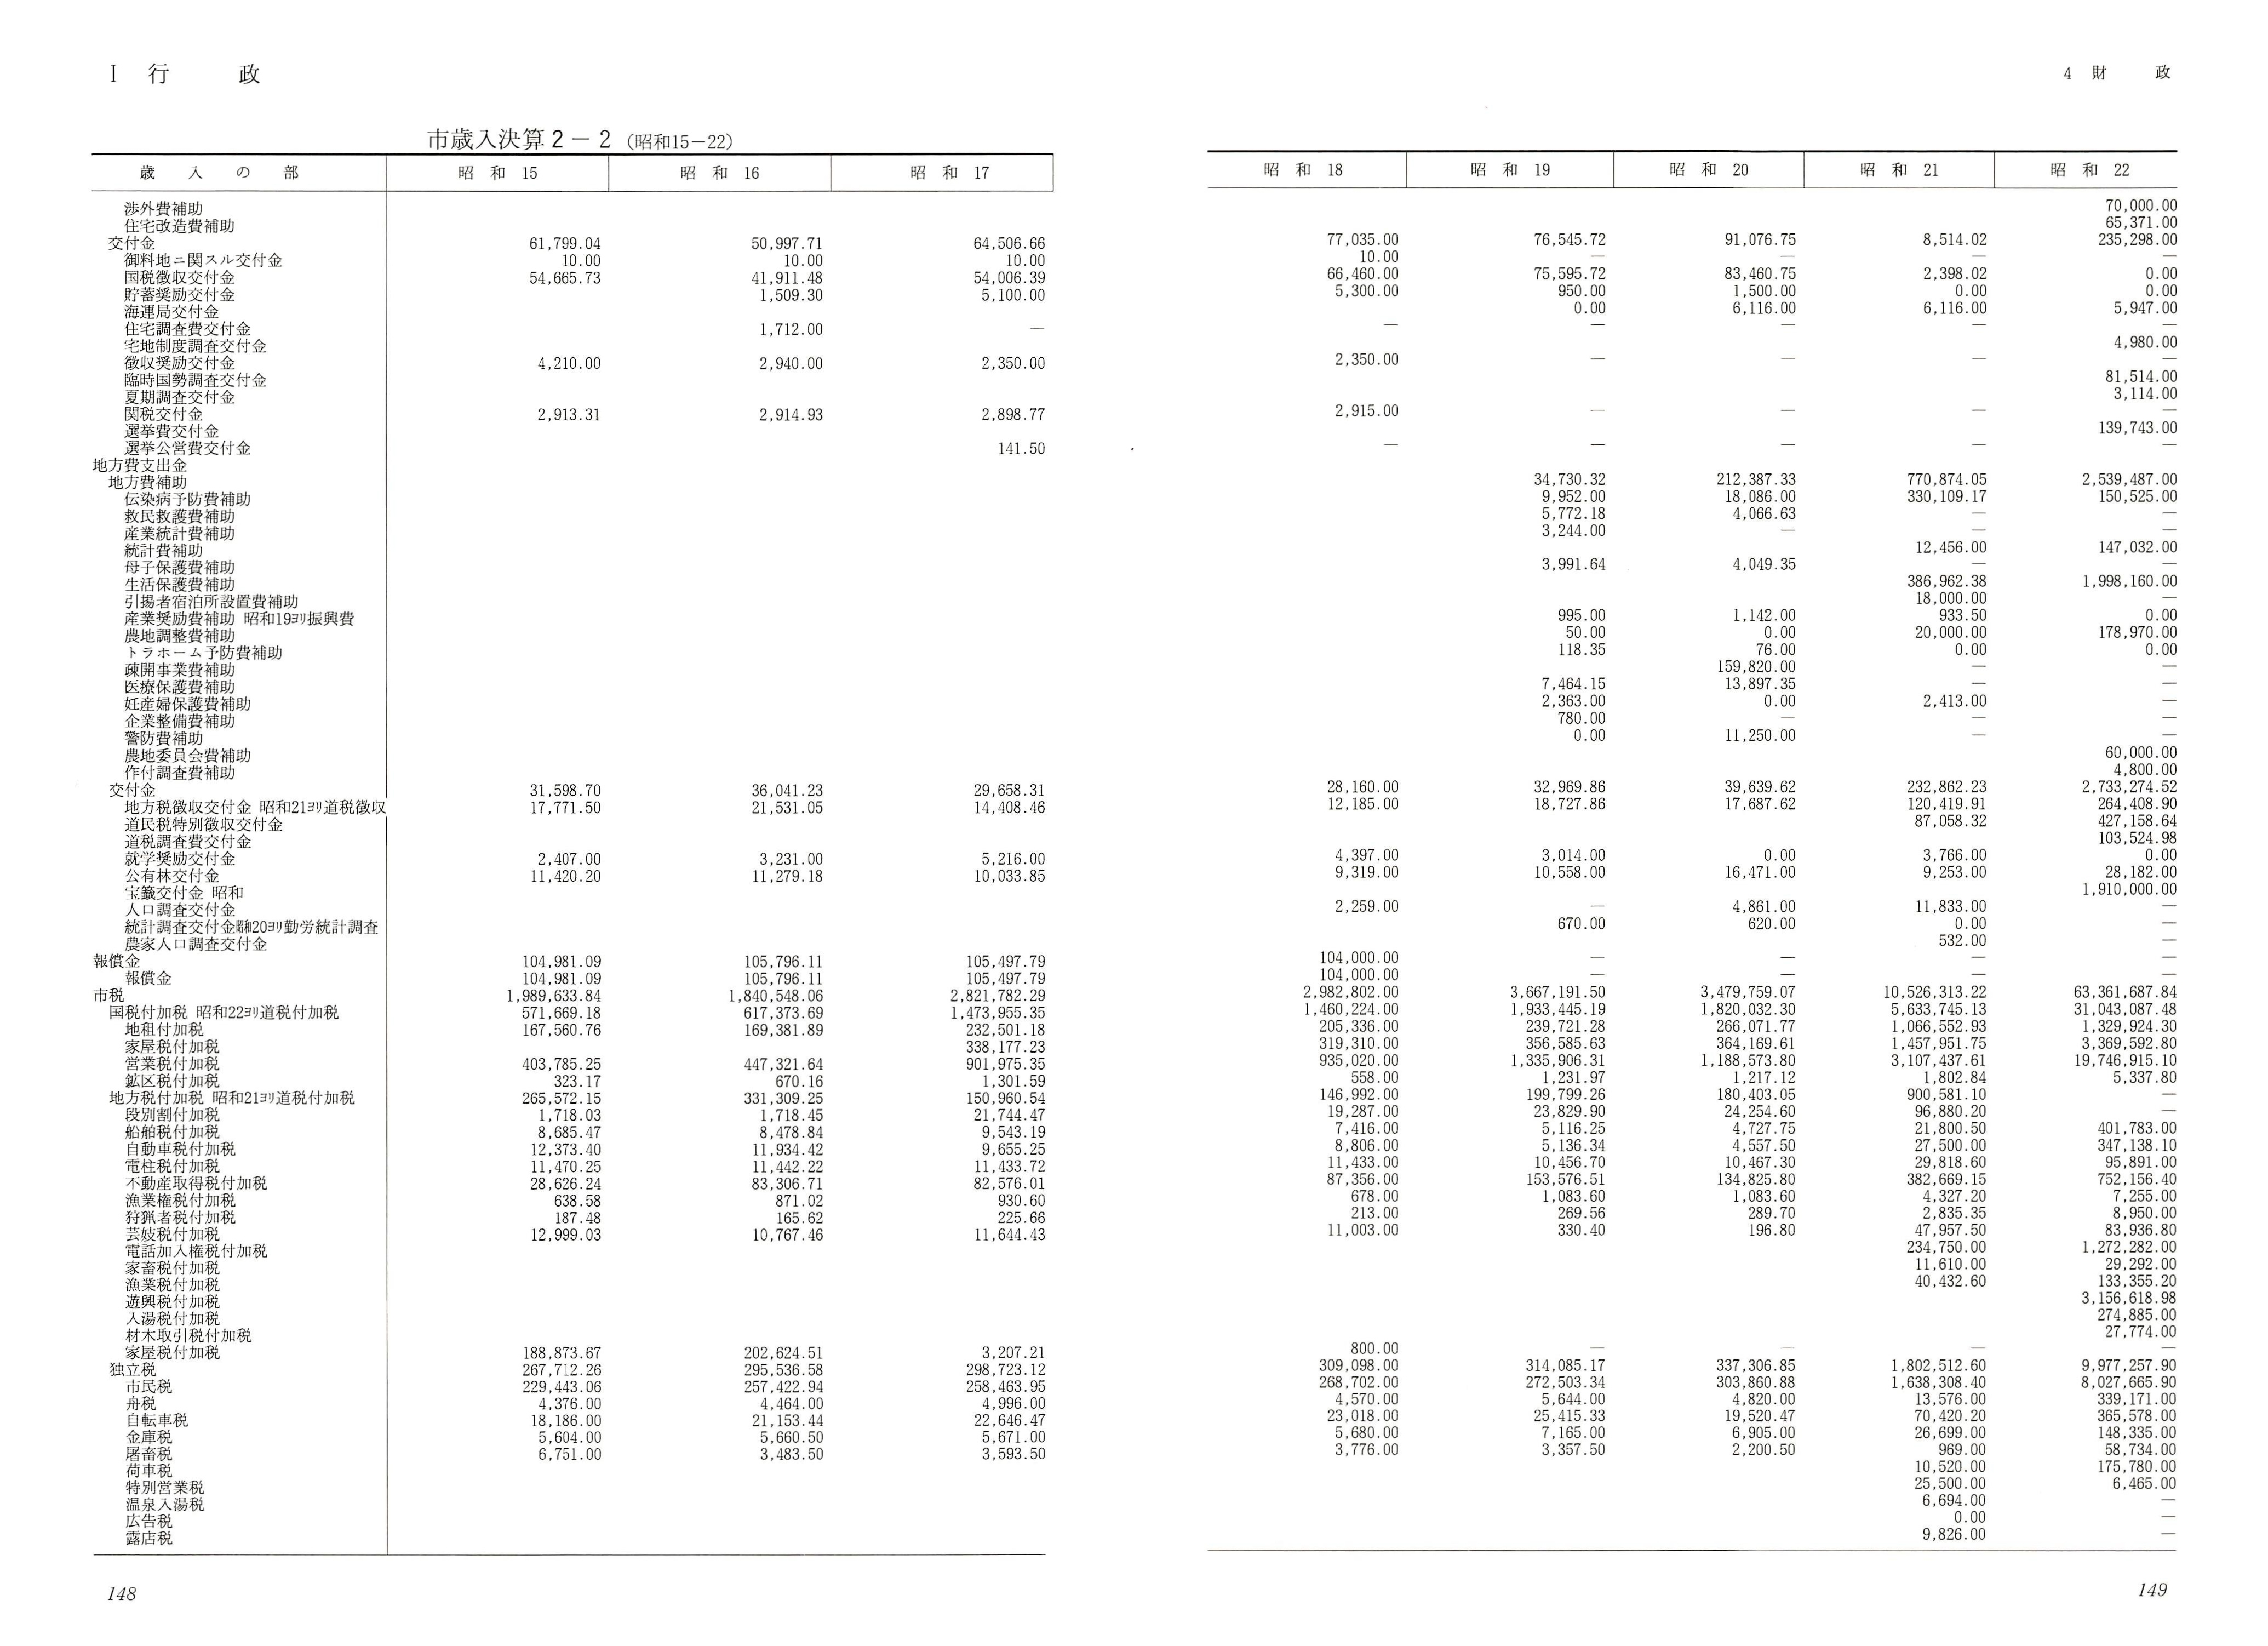 I 行 政
4 財 政
市歳入決算2－2（昭和15－22）
歳入の部 昭和15 昭和16 昭和17 昭和18 昭和19 昭和20 昭和21 昭和22
渉外費補助 70,000.00
住宅改造費補助 65,371.00
交付金 61,799.04 50,997.71 64,506.66 77,035.00 76,545.72 91,076.75 8,514.02 235,298.00
御料地ニ関スル交付金 10.00 10.00 10.00 10.00 — — — —
国税徴収交付金 54,665.73 41,911.48 54,006.39 66,460.00 75,595.72 83,460.75 2,398.02 0.00
貯蓄奨励交付金 1,509.30 5,100.00 5,300.00 950.00 1,500.00 0.00 0.00
海運局交付金 0.00 6,116.00 6,116.00 5,947.00
住宅調査費交付金 1,712.00 — — — — — —
宅地制度調査交付金 4,980.00
徴収奨励交付金 4,210.00 2,940.00 2,350.00 2,350.00 — — — —
臨時国勢調査交付金 81,514.00
夏期調査交付金 3,114.00
関税交付金 2,913.31 2,914.93 2,898.77 2,915.00 — — — —
選挙費交付金 139,743.00
選挙公営費交付金 141.50 — — — — —
地方費支出金
地方費補助 34,730.32 212,387.33 770,874.05 2,539,487.00
伝染病予防費補助 9,952.00 18,086.00 330,109.17 150,525.00
救民救護費補助 5,772.18 4,066.63 — —
産業統計費補助 3,244.00 — — —
統計費補助 12,456.00 147,032.00
母子保護費補助 3,991.64 4,049.35 — —
生活保護費補助 386,962.38 1,998,160.00
引揚者宿泊所設置費補助 18,000.00 —
産業奨励費補助 昭和19ヨリ振興費 995.00 1,142.00 933.50 0.00
農地調整費補助 50.00 0.00 20,000.00 178,970.00
トラホーム予防費補助 118.35 76.00 0.00 0.00
疎開事業費補助 159,820.00 — —
医療保護費補助 7,464.15 13,897.35 — —
妊産婦保護費補助 2,363.00 0.00 2,413.00 —
企業整備費補助 780.00 — — —
警防費補助 0.00 11,250.00 — —
農地委員会費補助 60,000.00
作付調査費補助 4,800.00
交付金 31,598.70 36,041.23 29,658.31 28,160.00 32,969.86 39,639.62 232,862.23 2,733,274.52
地方税徴収交付金 昭和21ヨリ道税徴収 17,771.50 21,531.05 14,408.46 12,185.00 18,727.86 17,687.62 120,419.91 264,408.90
道民税特別徴収交付金 87,058.32 427,158.64
道税調査費交付金 103,524.98
就学奨励交付金 2,407.00 3,231.00 5,216.00 4,397.00 3,014.00 0.00 3,766.00 0.00
公有林交付金 11,420.20 11,279.18 10,033.85 9,319.00 10,558.00 16,471.00 9,253.00 28,182.00
宝籤交付金 昭和 1,910,000.00
人口調査交付金 2,259.00 — 4,861.00 11,833.00 —
統計調査交付金昭和20ヨリ勤労統計調査 670.00 620.00 0.00 —
農家人口調査交付金 532.00 —
報償金 104,981.09 105,796.11 105,497.79 104,000.00 — — — —
報償金 104,981.09 105,796.11 105,497.79 104,000.00 — — — —
市税 1,989,633.84 1,840,548.06 2,821,782.29 2,982,802.00 3,667,191.50 3,479,759.07 10,526,313.22 63,361,687.84
国税付加税 昭和22ヨリ道税付加税 571,669.18 617,373.69 1,473,955.35 1,460,224.00 1,933,445.19 1,820,032.30 5,633,745.13 31,043,087.48
地租付加税 167,560.76 169,381.89 232,501.18 205,336.00 239,721.28 266,071.77 1,066,552.93 1,329,924.30
家屋税付加税 338,177.23 319,310.00 356,585.63 364,169.61 1,457,951.75 3,369,592.80
営業税付加税 403,785.25 447,321.64 901,975.35 935,020.00 1,335,906.31 1,188,573.80 3,107,437.61 19,746,915.10
鉱区税付加税 323.17 670.16 1,301.59 558.00 1,231.97 1,217.12 1,802.84 5,337.80
地方税付加税 昭和21ヨリ道税付加税 265,572.15 331,309.25 150,960.54 146,992.00 199,799.26 180,403.05 900,581.10 —
段別割付加税 1,718.03 1,718.45 21,744.47 19,287.00 23,829.90 24,254.60 96,880.20 —
船舶税付加税 8,685.47 8,478.84 9,543.19 7,416.00 5,116.25 4,727.75 21,800.50 401,783.00
自動車税付加税 12,373.40 11,934.42 9,655.25 8,806.00 5,136.34 4,557.50 27,500.00 347,138.10
電柱税付加税 11,470.25 11,442.22 11,433.72 11,433.00 10,456.70 10,467.30 29,818.60 95,891.00
不動産取得税付加税 28,626.24 83,306.71 82,576.01 87,356.00 153,576.51 134,825.80 382,669.15 752,156.40
漁業権税付加税 638.58 871.02 930.60 678.00 1,083.60 1,083.60 4,327.20 7,255.00
狩猟者税付加税 187.48 165.62 225.66 213.00 269.56 289.70 2,835.35 8,950.00
芸妓税付加税 12,999.03 10,767.46 11,644.43 11,003.00 330.40 196.80 47,957.50 83,936.80
電話加入権税付加税 234,750.00 1,272,282.00
家畜税付加税 11,610.00 29,292.00
漁業税付加税 40,432.60 133,355.20
遊興税付加税 3,156,618.98
入湯税付加税 274,885.00
材木取引税付加税 27,774.00
家屋税付加税 188,873.67 202,624.51 3,207.21 800.00 — — — —
独立税 267,712.26 295,536.58 298,723.12 309,098.00 314,085.17 337,306.85 1,802,512.60 9,977,257.90
市民税 229,443.06 257,422.94 258,463.95 268,702.00 272,503.34 303,860.88 1,638,308.40 8,027,665.90
舟税 4,376.00 4,464.00 4,996.00 4,570.00 5,644.00 4,820.00 13,576.00 339,171.00
自転車税 18,186.00 21,153.44 22,646.47 23,018.00 25,415.33 19,520.47 70,420.20 365,578.00
金庫税 5,604.00 5,660.50 5,671.00 5,680.00 7,165.00 6,905.00 26,699.00 148,335.00
屠畜税 6,751.00 3,483.50 3,593.50 3,776.00 3,357.50 2,200.50 969.00 58,734.00
荷車税 10,520.00 175,780.00
特別営業税 25,500.00 6,465.00
温泉入湯税 6,694.00 —
広告税 0.00 —
露店税 9,826.00 —
148
149